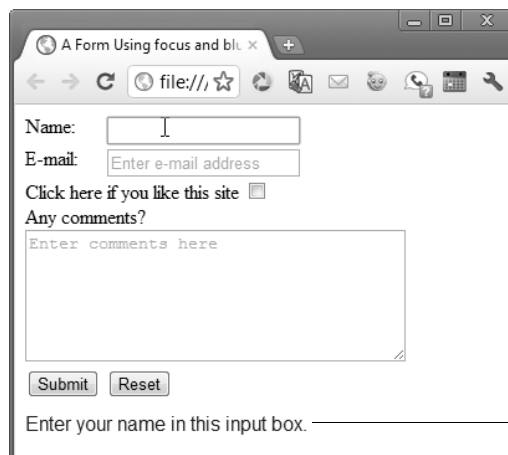 A Form Using focus and blu
file:///
Name:
E-mail: Enter e-mail address
Click here if you like this site
Any comments?
Enter comments here
Submit Reset
Enter your name in this input box.